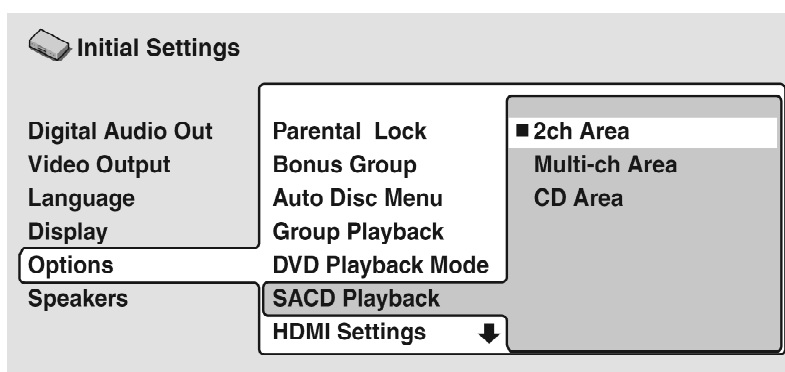 Initial Settings
Digital Audio Out
Video Output
Language
Display
Options
Speakers
Parental Lock
Bonus Group
Auto Disc Menu
Group Playback
DVD Playback Mode
SACD Playback
HDMI Settings
2ch Area
Multi-ch Area
CD Area